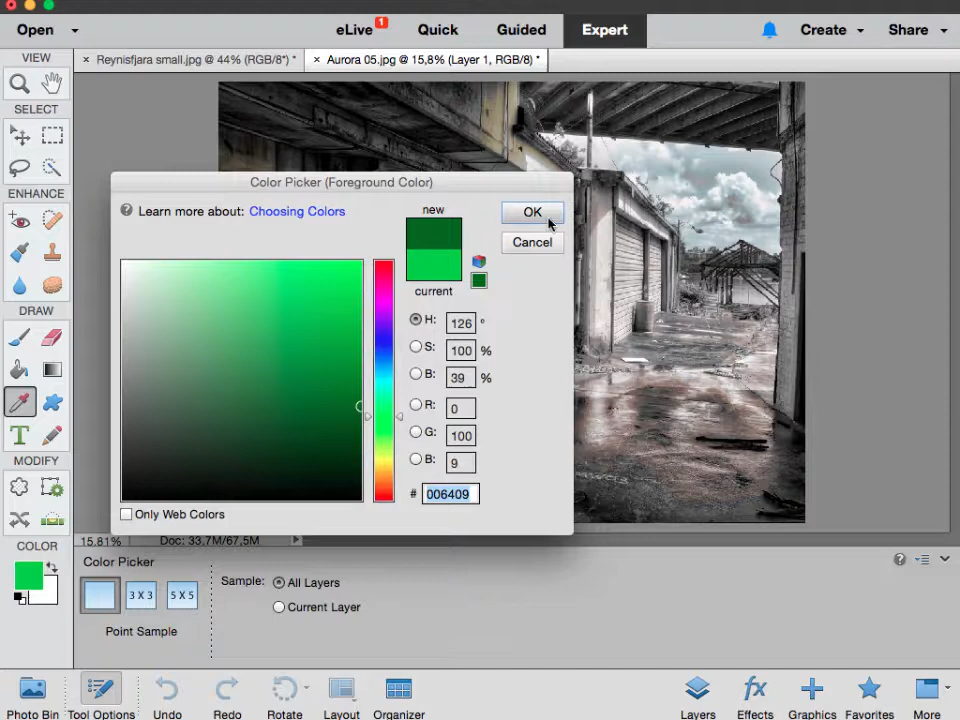 Open
eLive
1
Quick
Guided
Expert
Create
Share
VIEW
× Reynisfjara small.jpg @ 44% (RGB/8*) *
× Aurora 05.jpg @ 15,8% (Layer 1, RGB/8) *
SELECT
ENHANCE
DRAW
T
MODIFY
COLOR
Color Picker (Foreground Color)
? Learn more about: Choosing Colors
new
current
OK
Cancel
H: 126 °
S: 100 %
B: 39 %
R: 0
G: 100
B: 9
# 006409
Only Web Colors
15.81%
Doc: 33,7M/67,5M
Color Picker
?
3 X 3
5 X 5
Point Sample
Sample:
All Layers
Current Layer
Photo Bin
Tool Options
Undo
Redo
Rotate
Layout
Organizer
Layers
fx
Effects
Graphics
Favorites
More